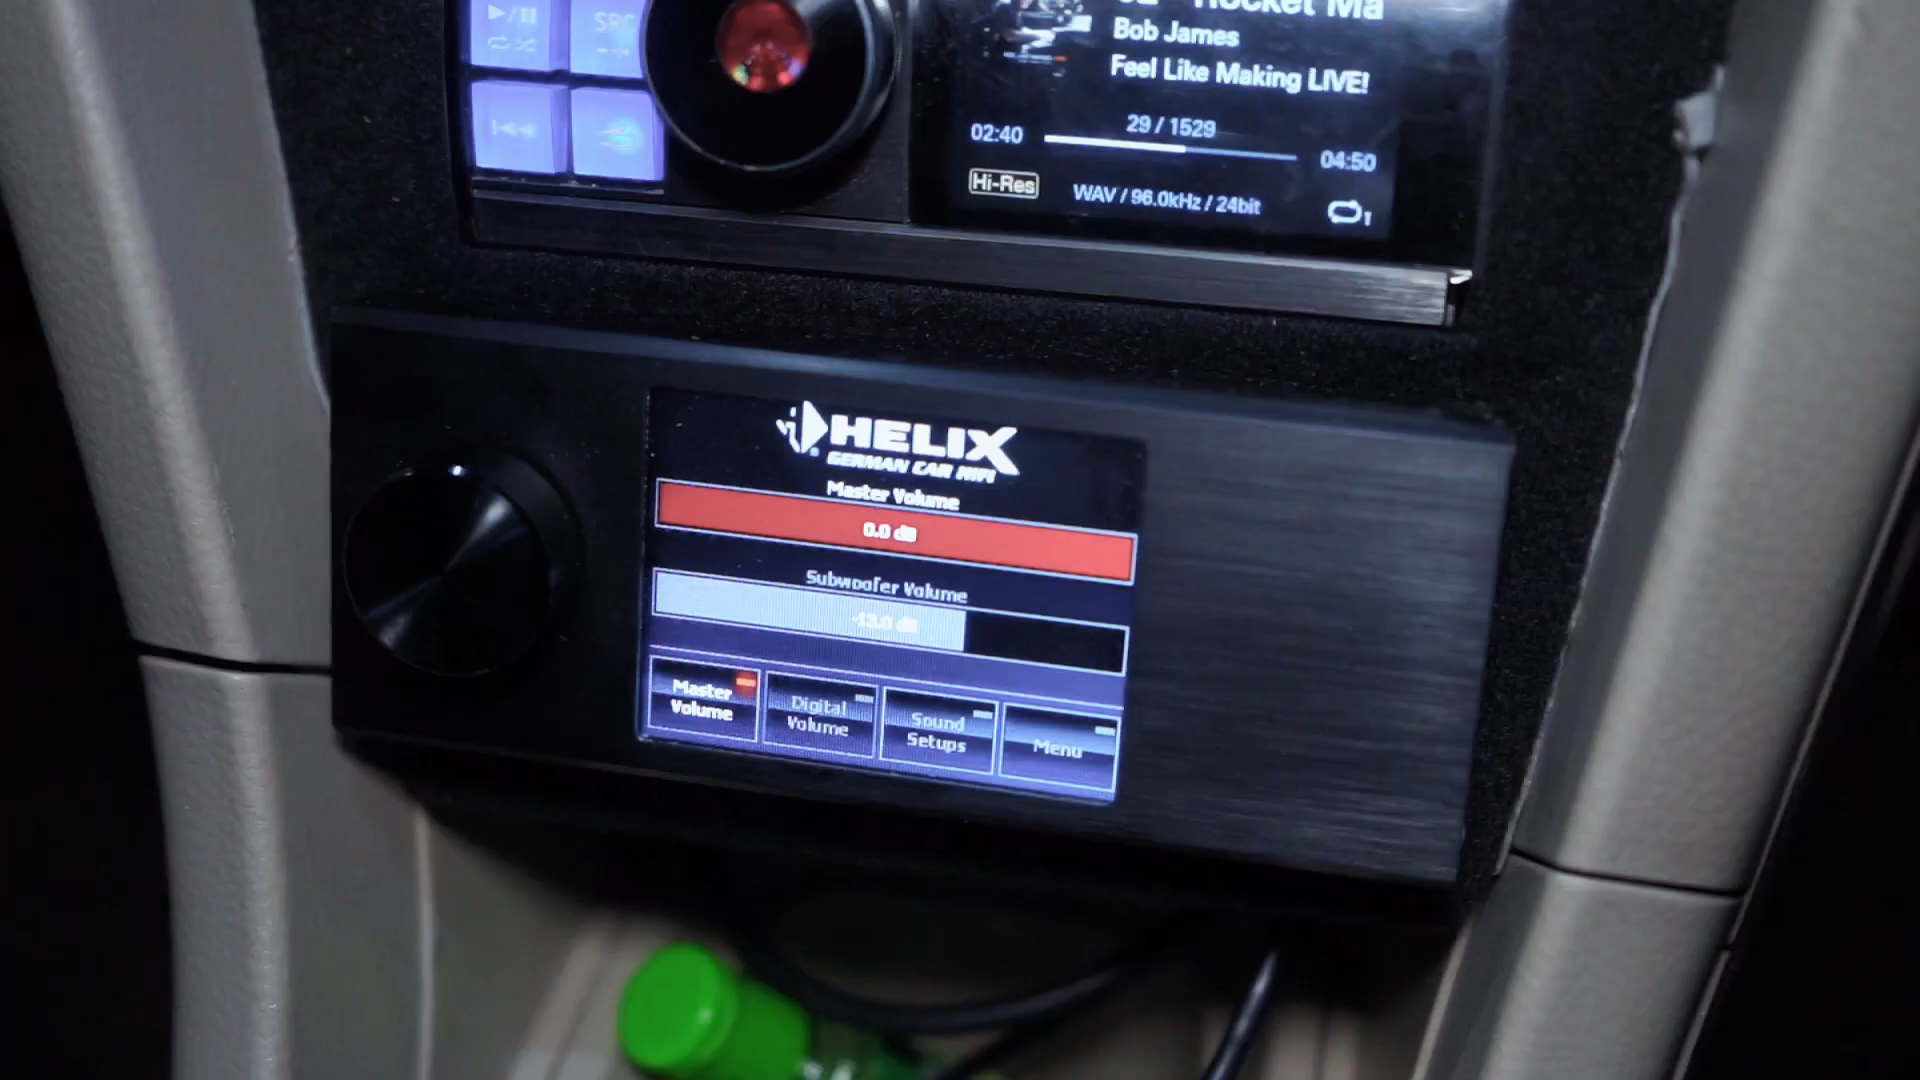 SRC
Rocket Ma
Bob James
Feel Like Making LIVE!
29 / 1529
02:40
04:50
Hi-Res
WAV / 96.0kHz / 24bit
1
HELIX
GERMAN CAR HIFI
Master Volume
0.0 dB
Subwoofer Volume
-13.0 dB
Master
Volume
Digital
Volume
Sound
Setups
Menu